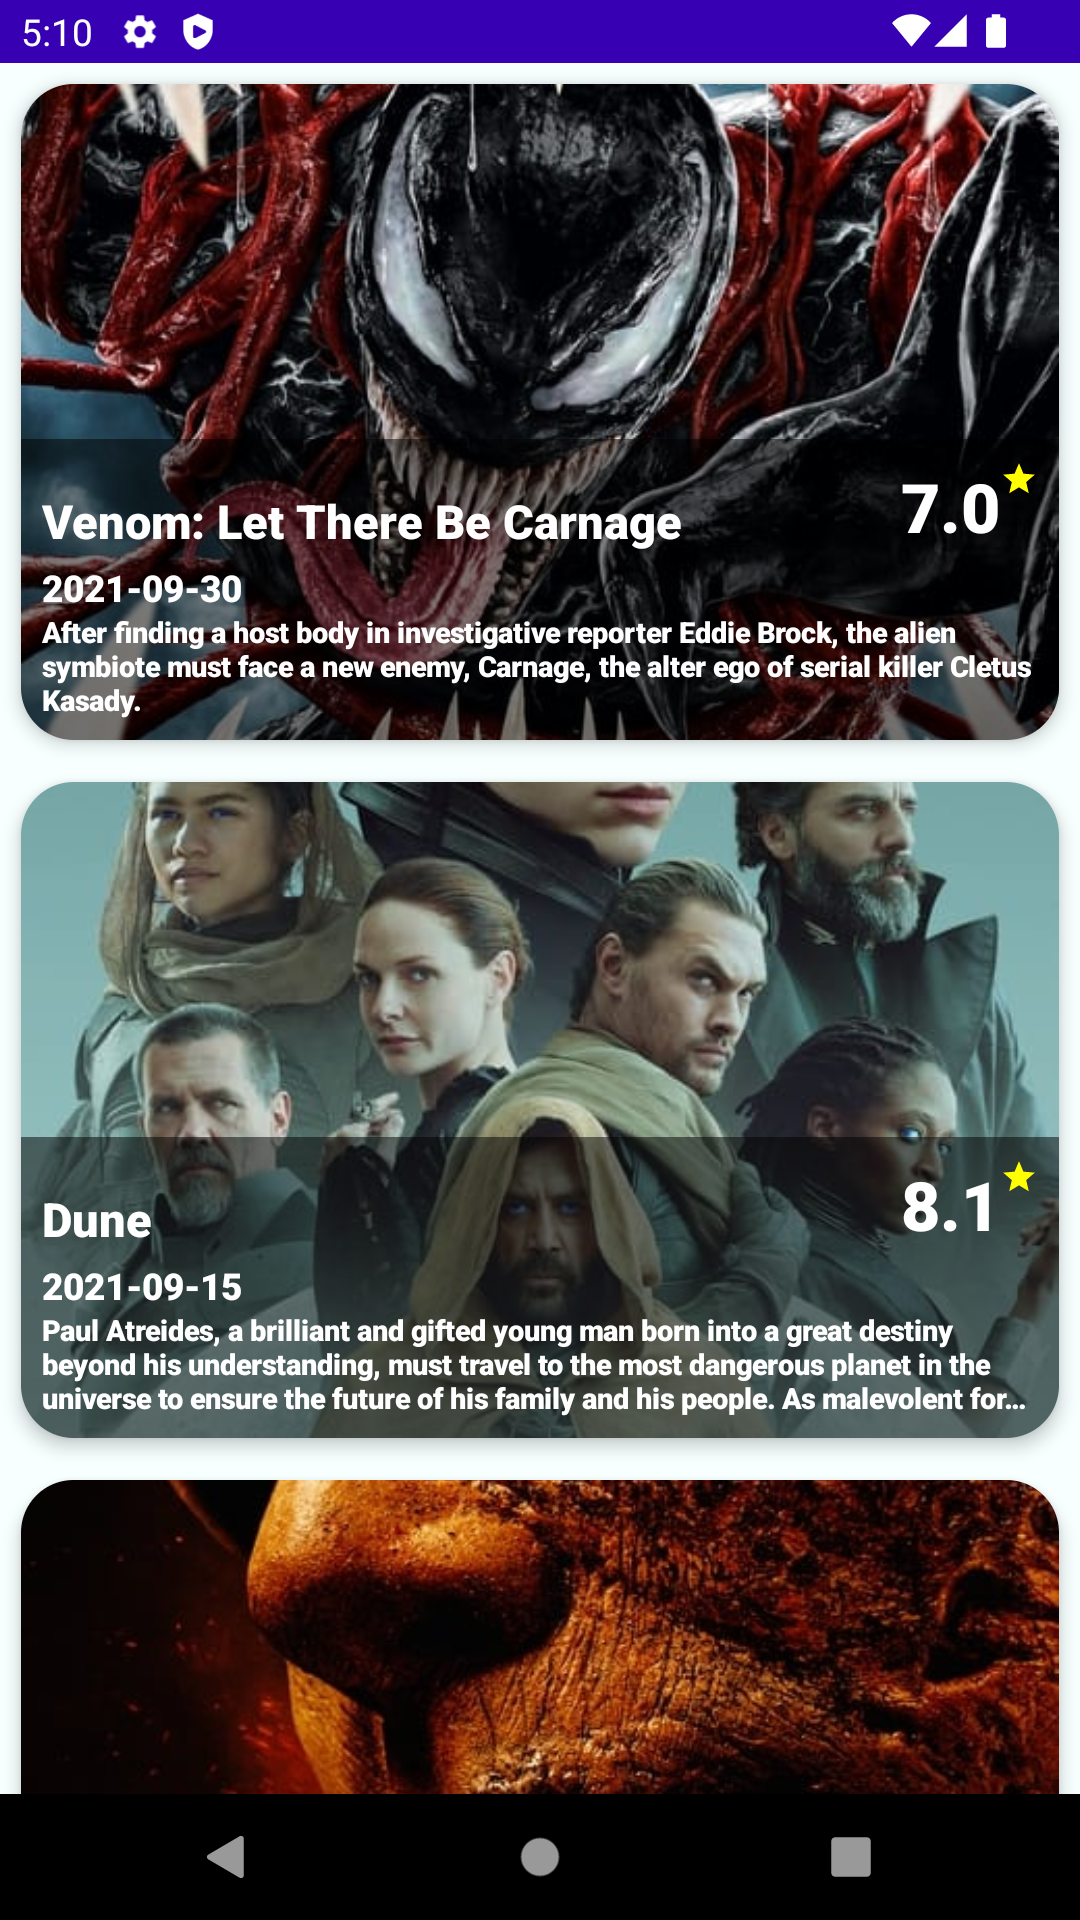 5:10
7.0
Venom: Let There Be Carnage
2021-09-30
After finding a host body in investigative reporter Eddie Brock, the alien
symbiote must face a new enemy, Carnage, the alter ego of serial killer Cletus
Kasady.
8.1
Dune
2021-09-15
Paul Atreides, a brilliant and gifted young man born into a great destiny
beyond his understanding, must travel to the most dangerous planet in the
universe to ensure the future of his family and his people. As malevolent for…